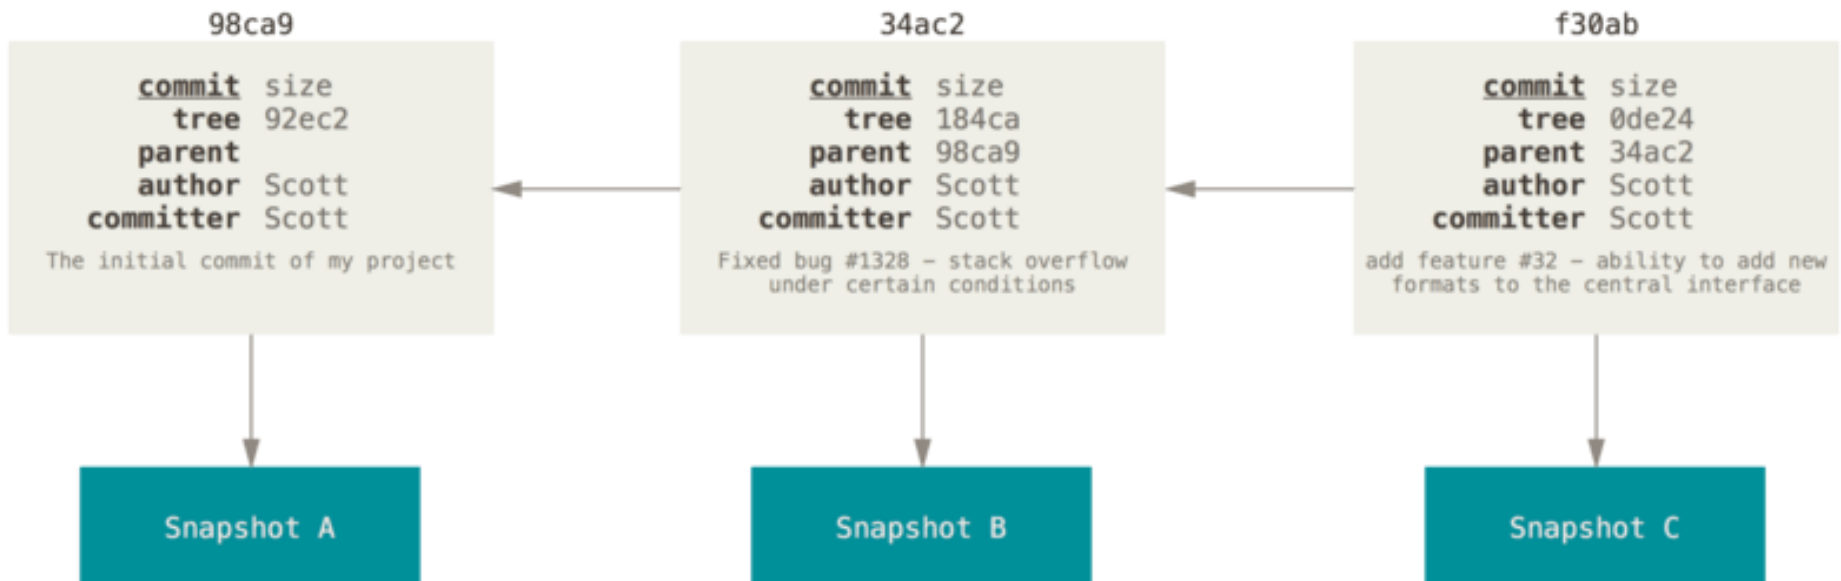 98ca9
commit size
tree 92ec2
parent
author Scott
committer Scott
The initial commit of my project
Snapshot A
34ac2
commit size
tree 184ca
parent 98ca9
author Scott
committer Scott
Fixed bug #1328 – stack overflow
under certain conditions
Snapshot B
f30ab
commit size
tree 0de24
parent 34ac2
author Scott
committer Scott
add feature #32 – ability to add new
formats to the central interface
Snapshot C